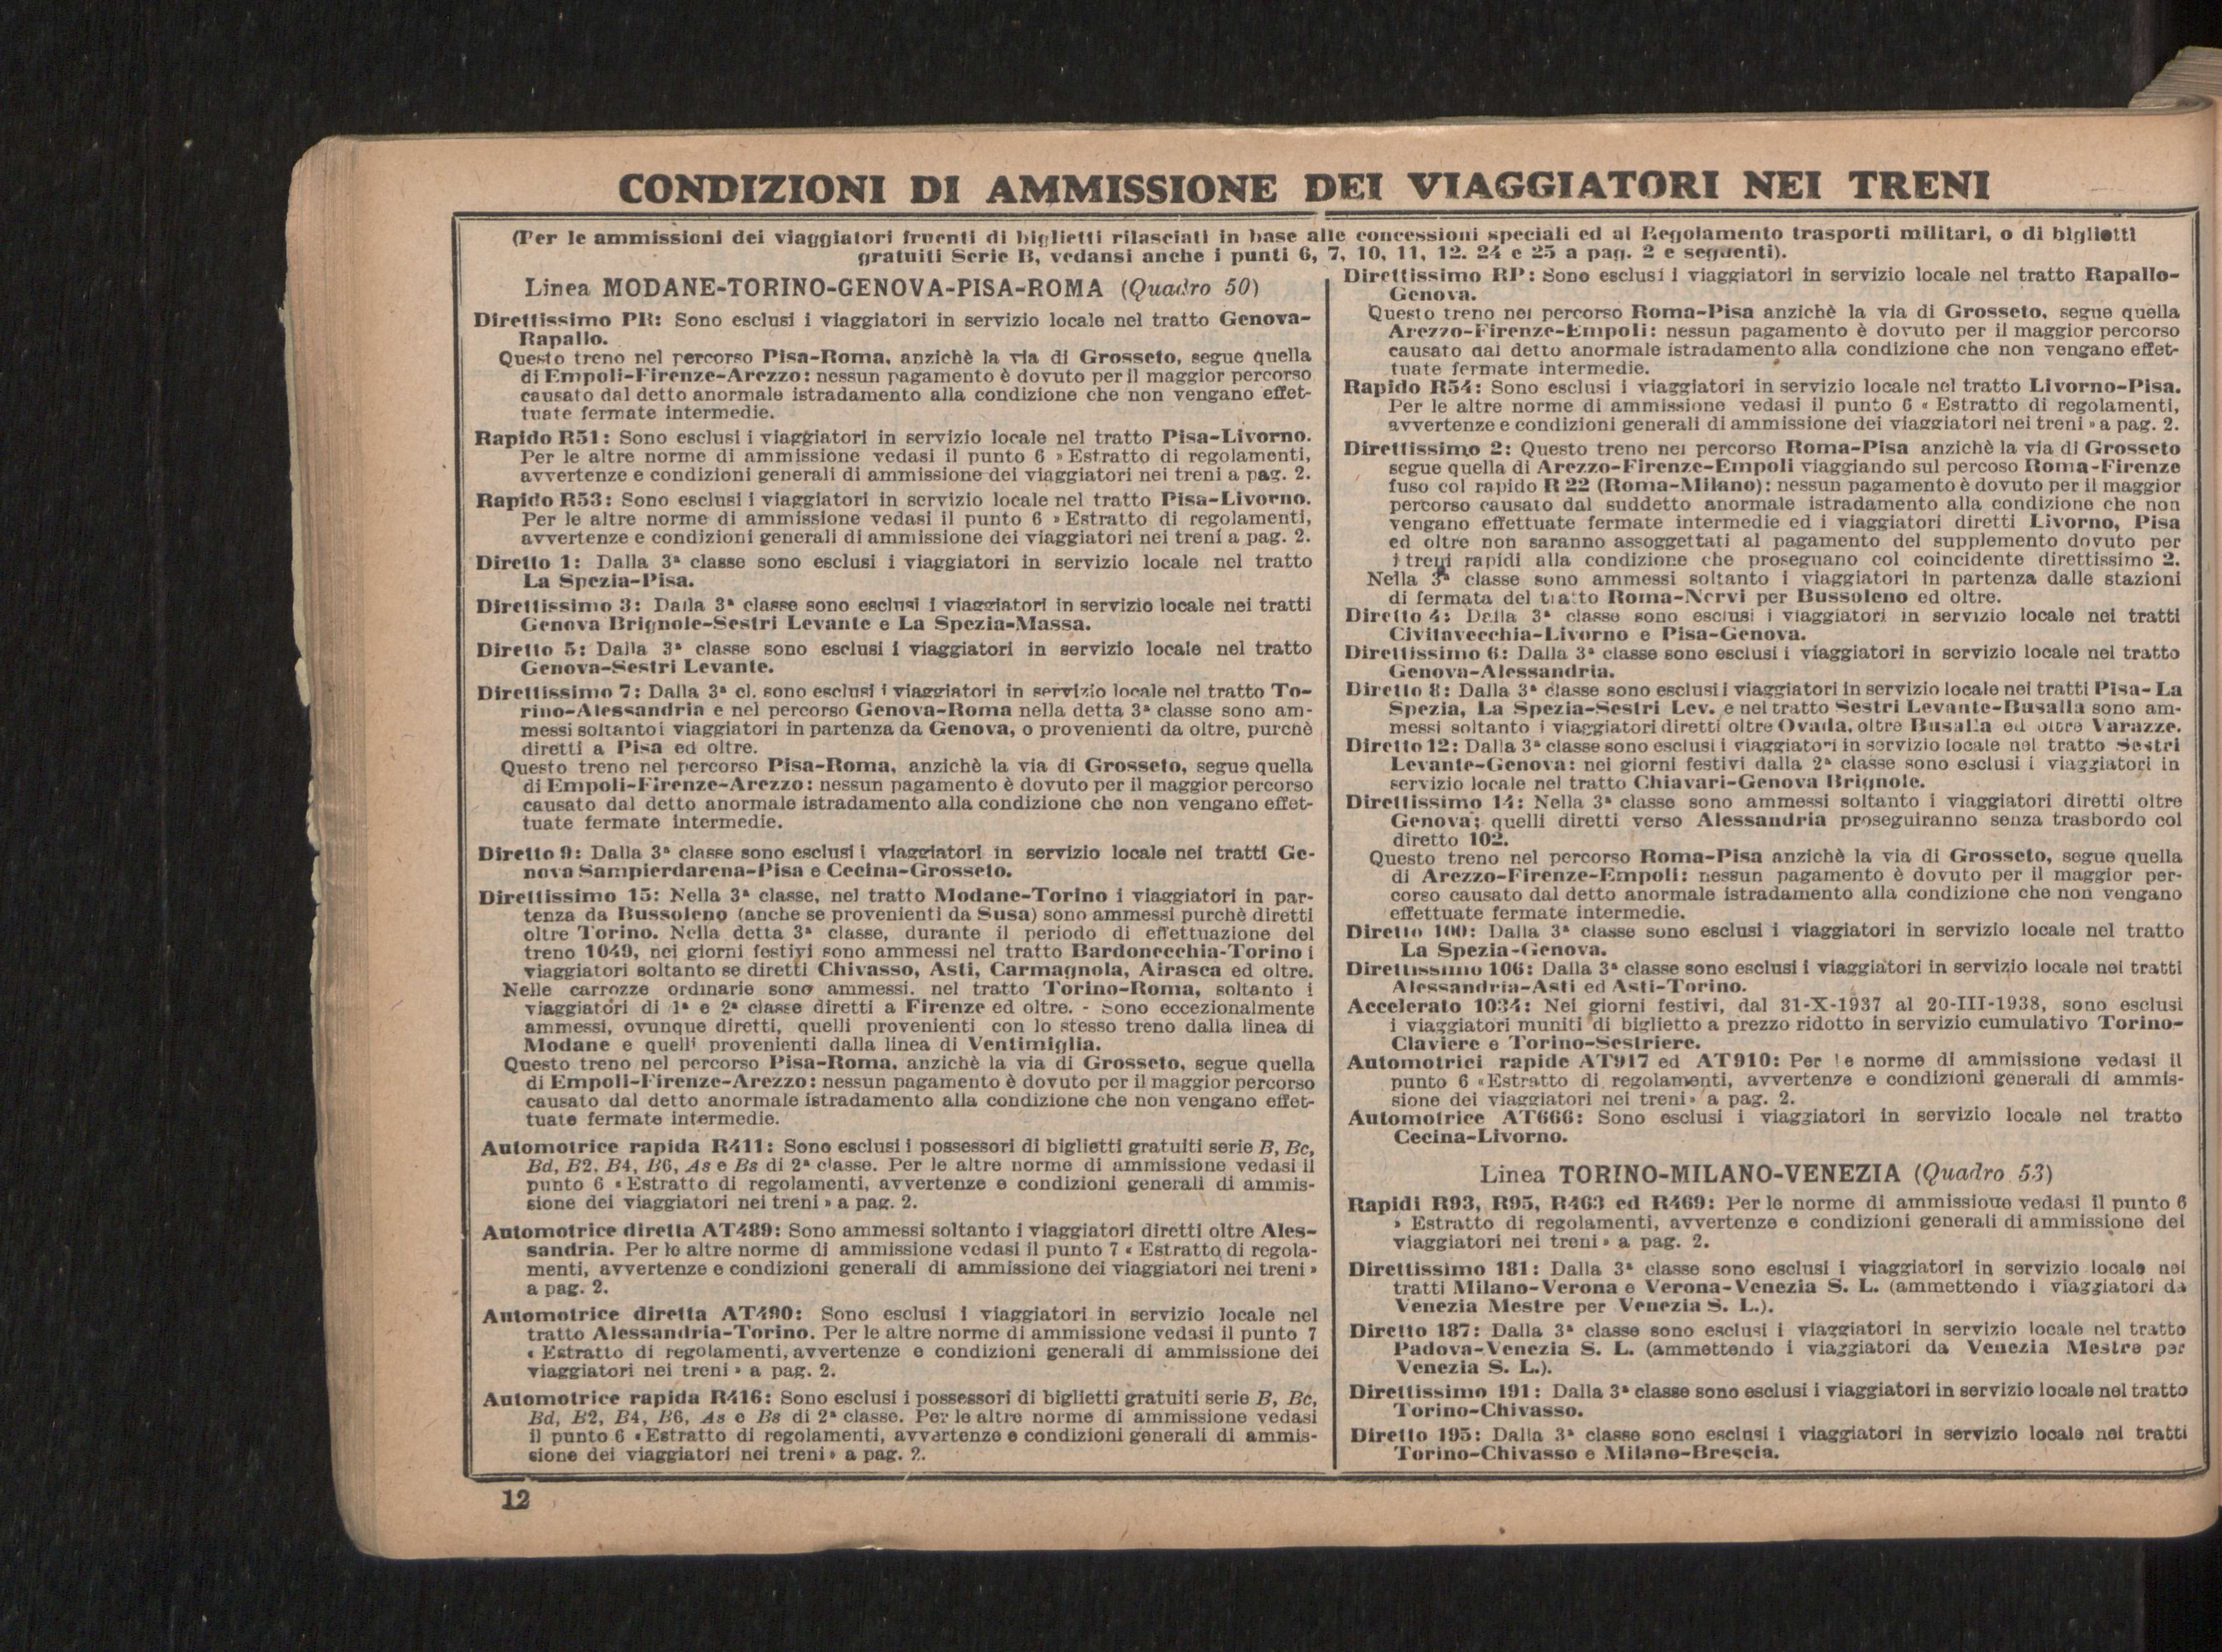 CONDIZIONI DI AMMISSIONE DEI VIAGGIATORI NEI TRENI
(Per le ammissioni dei viaggiatori fruenti di biglietti rilasciati in base alle concessioni speciali ed al Regolamento trasporti militari, o di biglietti
gratuiti Serie B, vedansi anche i punti 6, 7, 10, 11, 12. 24 e 25 a pag. 2 e seguenti).
Linea MODANE-TORINO-GENOVA-PISA-ROMA (Quadro 50)
Direttissimo PR: Sono esclusi i viaggiatori in servizio locale nel tratto Genova-
Rapallo.
Questo treno nel percorso Pisa-Roma, anzichè la via di Grosseto, segue quella
di Empoli-Firenze-Arezzo: nessun pagamento è dovuto per il maggior percorso
causato dal detto anormale istradamento alla condizione che non vengano effet-
tuate fermate intermedie.
Rapido R51: Sono esclusi i viaggiatori in servizio locale nel tratto Pisa-Livorno.
Per le altre norme di ammissione vedasi il punto 6 » Estratto di regolamenti,
avvertenze e condizioni generali di ammissione dei viaggiatori nei treni a pag. 2.
Rapido R53: Sono esclusi i viaggiatori in servizio locale nel tratto Pisa-Livorno.
Per le altre norme di ammissione vedasi il punto 6 » Estratto di regolamenti,
avvertenze e condizioni generali di ammissione dei viaggiatori nei treni a pag. 2.
Diretto 1: Dalla 3ª classe sono esclusi i viaggiatori in servizio locale nel tratto
La Spezia-Pisa.
Direttissimo 3: Dalla 3ª classe sono esclusi i viaggiatori in servizio locale nei tratti
Genova Brignole-Sestri Levante e La Spezia-Massa.
Diretto 5: Dalla 3ª classe sono esclusi i viaggiatori in servizio locale nel tratto
Genova-Sestri Levante.
Direttissimo 7: Dalla 3ª cl. sono esclusi i viaggiatori in servizio locale nel tratto To-
rino-Alessandria e nel percorso Genova-Roma nella detta 3ª classe sono am-
messi soltanto i viaggiatori in partenza da Genova, o provenienti da oltre, purchè
diretti a Pisa ed oltre.
Questo treno nel percorso Pisa-Roma, anzichè la via di Grosseto, segue quella
di Empoli-Firenze-Arezzo: nessun pagamento è dovuto per il maggior percorso
causato dal detto anormale istradamento alla condizione che non vengano effet-
tuate fermate intermedie.
Diretto 9: Dalla 3ª classe sono esclusi i viaggiatori in servizio locale nei tratti Ge-
nova Sampierdarena-Pisa e Cecina-Grosseto.
Direttissimo 15: Nella 3ª classe, nel tratto Modane-Torino i viaggiatori in par-
tenza da Bussoleno (anche se provenienti da Susa) sono ammessi purchè diretti
oltre Torino. Nella detta 3ª classe, durante il periodo di effettuazione del
treno 1049, nei giorni festivi sono ammessi nel tratto Bardonecchia-Torino i
viaggiatori soltanto se diretti Chivasso, Asti, Carmagnola, Airasca ed oltre.
Nelle carrozze ordinarie sono ammessi. nel tratto Torino-Roma, soltanto i
viaggiatori di 1ª e 2ª classe diretti a Firenze ed oltre. - Sono eccezionalmente
ammessi, ovunque diretti, quelli provenienti con lo stesso treno dalla linea di
Modane e quelli provenienti dalla linea di Ventimiglia.
Questo treno nel percorso Pisa-Roma, anzichè la via di Grosseto, segue quella
di Empoli-Firenze-Arezzo: nessun pagamento è dovuto per il maggior percorso
causato dal detto anormale istradamento alla condizione che non vengano effet-
tuate fermate intermedie.
Automotrice rapida R411: Sono esclusi i possessori di biglietti gratuiti serie B, Bc,
Bd, B2, B4, B6, As e Bs di 2ª classe. Per le altre norme di ammissione vedasi il
punto 6 « Estratto di regolamenti, avvertenze e condizioni generali di ammis-
sione dei viaggiatori nei treni » a pag. 2.
Automotrice diretta AT489: Sono ammessi soltanto i viaggiatori diretti oltre Ales-
sandria. Per le altre norme di ammissione vedasi il punto 7 « Estratto di regola-
menti, avvertenze e condizioni generali di ammissione dei viaggiatori nei treni »
a pag. 2.
Automotrice diretta AT490: Sono esclusi i viaggiatori in servizio locale nel
tratto Alessandria-Torino. Per le altre norme di ammissione vedasi il punto 7
« Estratto di regolamenti, avvertenze e condizioni generali di ammissione dei
viaggiatori nei treni » a pag. 2.
Automotrice rapida R416: Sono esclusi i possessori di biglietti gratuiti serie B, Bc,
Bd, B2, B4, B6, As e Bs di 2ª classe. Per le altre norme di ammissione vedasi
il punto 6 « Estratto di regolamenti, avvertenze e condizioni generali di ammis-
sione dei viaggiatori nei treni » a pag. 2.
Direttissimo RP: Sono esclusi i viaggiatori in servizio locale nel tratto Rapallo-
Genova.
Questo treno nel percorso Roma-Pisa anzichè la via di Grosseto, segue quella
Arezzo-Firenze-Empoli: nessun pagamento è dovuto per il maggior percorso
causato dal detto anormale istradamento alla condizione che non vengano effet-
tuate fermate intermedie.
Rapido R54: Sono esclusi i viaggiatori in servizio locale nel tratto Livorno-Pisa.
Per le altre norme di ammissione vedasi il punto 6 « Estratto di regolamenti,
avvertenze e condizioni generali di ammissione dei viaggiatori nei treni » a pag. 2.
Direttissimo 2: Questo treno nel percorso Roma-Pisa anzichè la via di Grosseto
segue quella di Arezzo-Firenze-Empoli viaggiando sul percoso Roma-Firenze
fuso col rapido R 22 (Roma-Milano): nessun pagamento è dovuto per il maggior
percorso causato dal suddetto anormale istradamento alla condizione che non
vengano effettuate fermate intermedie ed i viaggiatori diretti Livorno, Pisa
ed oltre non saranno assoggettati al pagamento del supplemento dovuto per
i treni rapidi alla condizione che proseguano col coincidente direttissimo 2.
Nella 3ª classe sono ammessi soltanto i viaggiatori in partenza dalle stazioni
di fermata del tratto Roma-Nervi per Bussoleno ed oltre.
Diretto 4: Dalla 3ª classe sono esclusi i viaggiatori in servizio locale nei tratti
Civitavecchia-Livorno e Pisa-Genova.
Direttissimo 6: Dalla 3ª classe sono esclusi i viaggiatori in servizio locale nel tratto
Genova-Alessandria.
Diretto 8: Dalla 3ª classe sono esclusi i viaggiatori in servizio locale nei tratti Pisa-La
Spezia, La Spezia-Sestri Lev. e nel tratto Sestri Levante-Busalla sono am-
messi soltanto i viaggiatori diretti oltre Ovada, oltre Busalla ed oltre Varazze.
Diretto 12: Dalla 3ª classe sono esclusi i viaggiatori in servizio locale nel tratto Sestri
Levante-Genova: nei giorni festivi dalla 2ª classe sono esclusi i viaggiatori in
servizio locale nel tratto Chiavari-Genova Brignole.
Direttissimo 14: Nella 3ª classe sono ammessi soltanto i viaggiatori diretti oltre
Genova; quelli diretti verso Alessandria proseguiranno senza trasbordo col
diretto 102.
Questo treno nel percorso Roma-Pisa anzichè la via di Grosseto, segue quella
di Arezzo-Firenze-Empoli: nessun pagamento è dovuto per il maggior per-
corso causato dal detto anormale istradamento alla condizione che non vengano
effettuate fermate intermedie.
Diretto 100: Dalla 3ª classe sono esclusi i viaggiatori in servizio locale nel tratto
La Spezia-Genova.
Direttissimo 106: Dalla 3ª classe sono esclusi i viaggiatori in servizio locale nei tratti
Alessandria-Asti ed Asti-Torino.
Accelerato 1034: Nei giorni festivi, dal 31-X-1937 al 20-III-1938, sono esclusi
i viaggiatori muniti di biglietto a prezzo ridotto in servizio cumulativo Torino-
Claviere e Torino-Sestriere.
Automotrici rapide AT917 ed AT910: Per le norme di ammissione vedasi il
punto 6 « Estratto di regolamenti, avvertenze e condizioni generali di ammis-
sione dei viaggiatori nei treni » a pag. 2.
Automotrice AT666: Sono esclusi i viaggiatori in servizio locale nel tratto
Cecina-Livorno.
Linea TORINO-MILANO-VENEZIA (Quadro 53)
Rapidi R93, R95, R463 ed R469: Per le norme di ammissione vedasi il punto 6
» Estratto di regolamenti, avvertenze e condizioni generali di ammissione dei
viaggiatori nei treni » a pag. 2.
Direttissimo 181: Dalla 3ª classe sono esclusi i viaggiatori in servizio locale nei
tratti Milano-Verona e Verona-Venezia S. L. (ammettendo i viaggiatori da
Venezia Mestre per Venezia S. L.).
Diretto 187: Dalla 3ª classe sono esclusi i viaggiatori in servizio locale nel tratto
Padova-Venezia S. L. (ammettendo i viaggiatori da Venezia Mestre per
Venezia S. L.).
Direttissimo 191: Dalla 3ª classe sono esclusi i viaggiatori in servizio locale nel tratto
Torino-Chivasso.
Diretto 195: Dalla 3ª classe sono esclusi i viaggiatori in servizio locale nei tratti
Torino-Chivasso e Milano-Brescia.
12